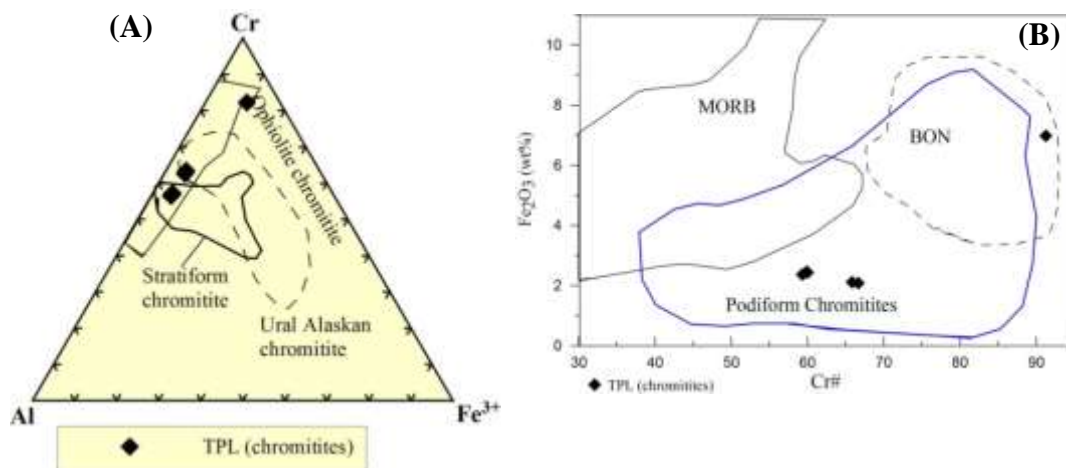 (A)
Cr
Ophiolite chromitite
Stratiform
chromitite
Ural Alaskan
chromitite
Al
Fe³⁺
TPL (chromitites)
(B)
10
8
6
4
2
0
Fe₂O₃ (wt%)
MORB
BON
Podiform Chromitites
30
40
50
60
70
80
90
TPL (chromitites)
Cr#